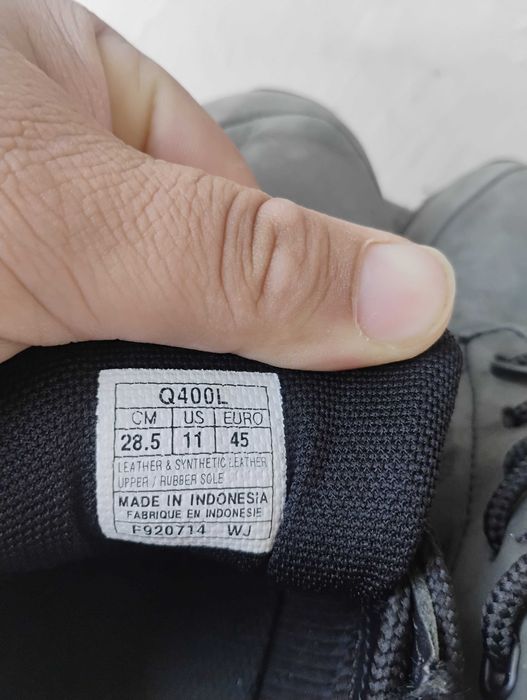 Q400L
CM US EURO
28.5 11 45
LEATHER & SYNTHETIC LEATHER
UPPER / RUBBER SOLE
MADE IN INDONESIA
FABRIQUE EN INDONESIE
F920714 WJ